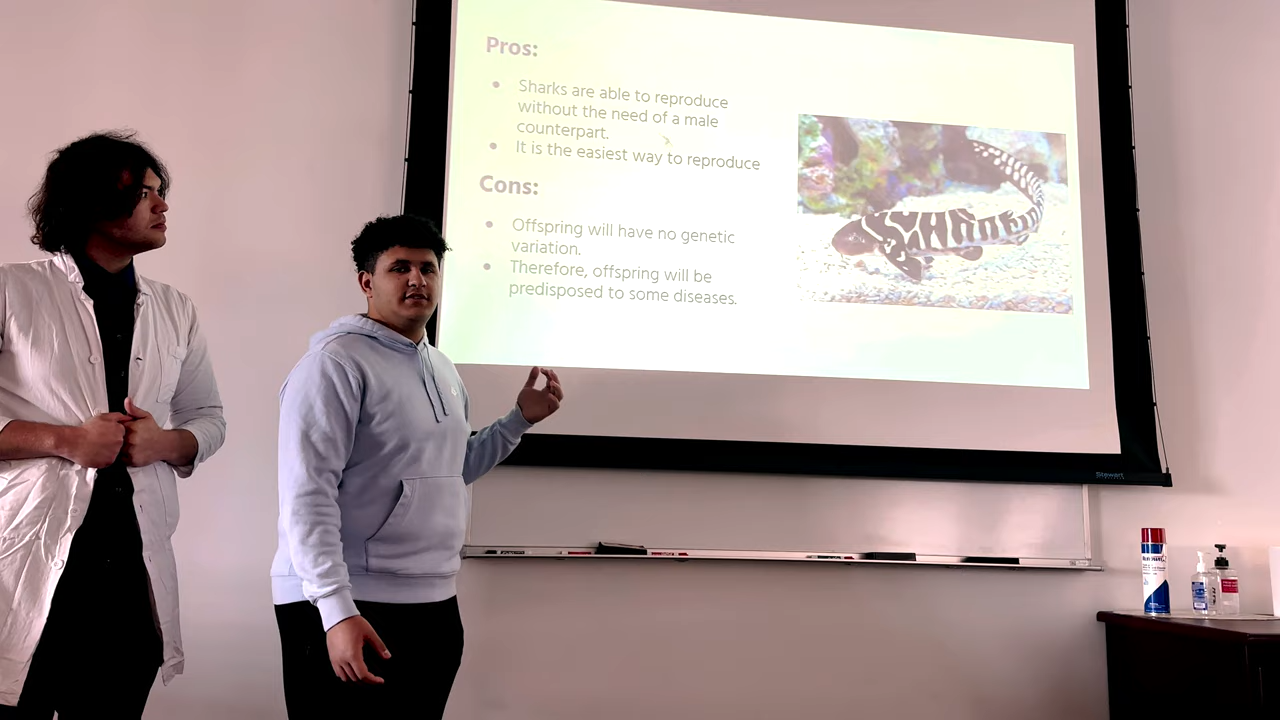 Pros:
• Sharks are able to reproduce
without the need of a male
counterpart.
• It is the easiest way to reproduce
Cons:
• Offspring will have no genetic
variation.
• Therefore, offspring will be
predisposed to some diseases.
Stewart